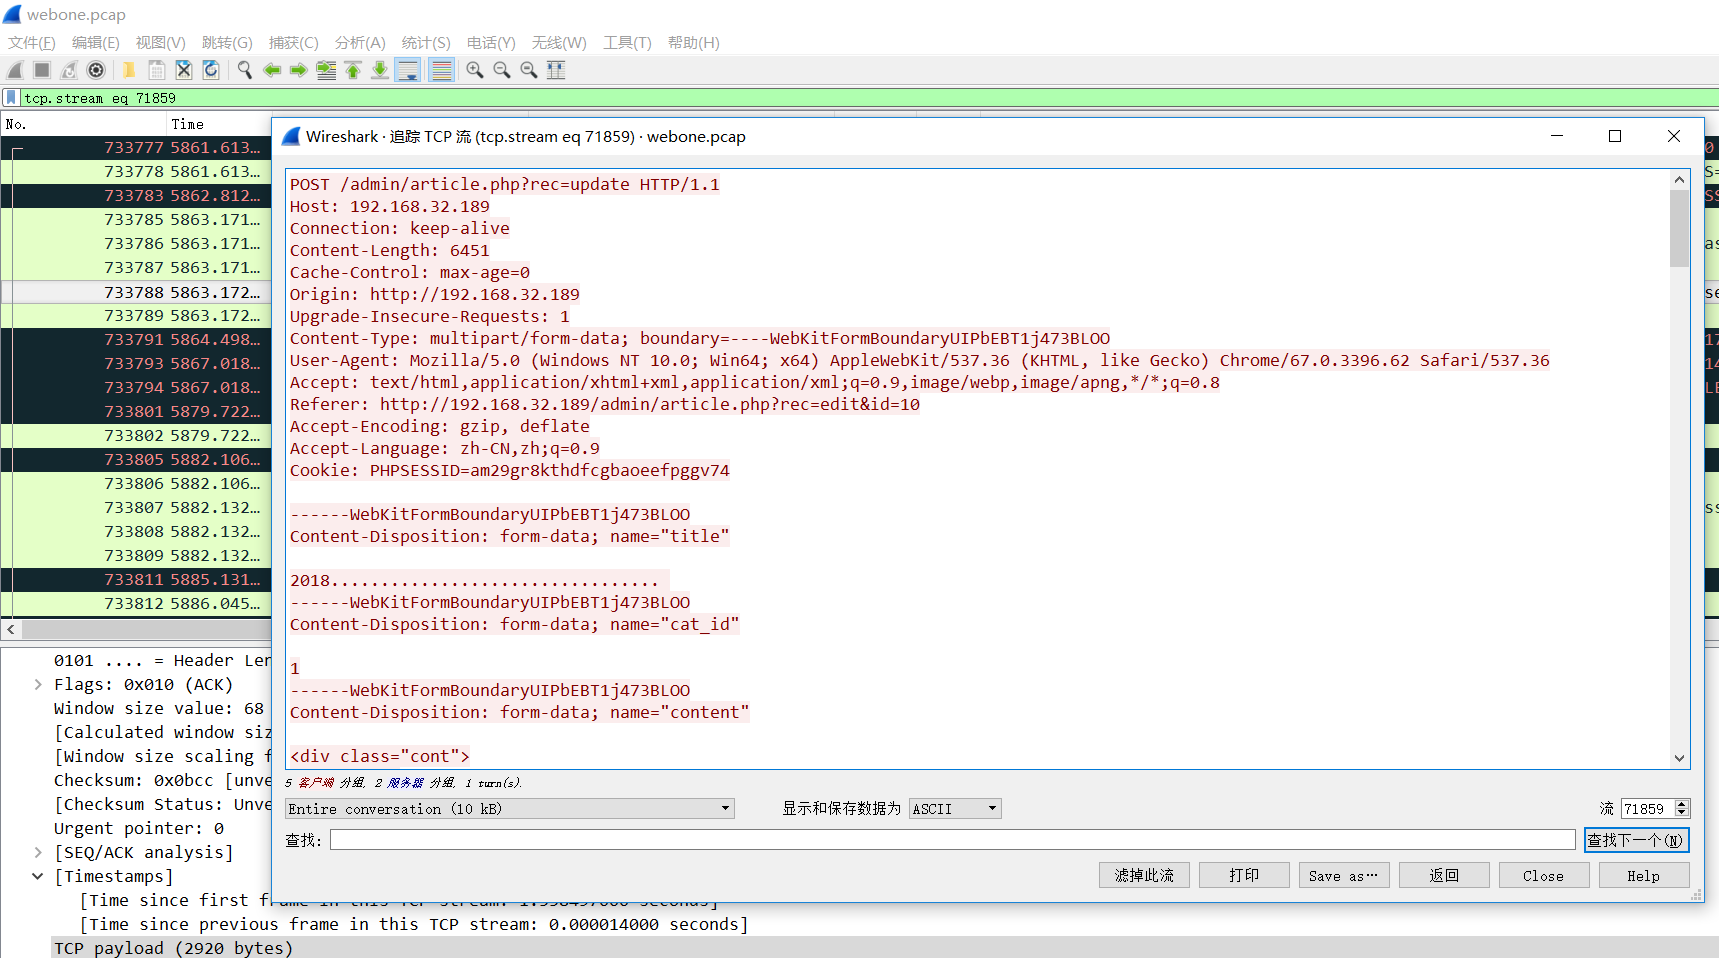 webone.pcap
文件(F) 编辑(E) 视图(V) 跳转(G) 捕获(C) 分析(A) 统计(S) 电话(Y) 无线(W) 工具(T) 帮助(H)
tcp.stream eq 71859
No. Time
733777 5861.613…
733778 5861.613…
733783 5862.812…
733785 5863.171…
733786 5863.171…
733787 5863.171…
733788 5863.172…
733789 5863.172…
733791 5864.498…
733793 5867.018…
733794 5867.018…
733801 5879.722…
733802 5879.722…
733805 5882.106…
733806 5882.106…
733807 5882.132…
733808 5882.132…
733809 5882.132…
733811 5885.131…
733812 5886.045…
0101 .... = Header Len
Flags: 0x010 (ACK)
Window size value: 68
[Calculated window siz
[Window size scaling f
Checksum: 0x0bcc [unve
[Checksum Status: Unve
Urgent pointer: 0
[SEQ/ACK analysis]
[Timestamps]
[Time since first frame in this TCP stream: 1.558497000 seconds]
[Time since previous frame in this TCP stream: 0.000014000 seconds]
TCP payload (2920 bytes)
Wireshark · 追踪 TCP 流 (tcp.stream eq 71859) · webone.pcap
POST /admin/article.php?rec=update HTTP/1.1
Host: 192.168.32.189
Connection: keep-alive
Content-Length: 6451
Cache-Control: max-age=0
Origin: http://192.168.32.189
Upgrade-Insecure-Requests: 1
Content-Type: multipart/form-data; boundary=----WebKitFormBoundaryUIPbEBT1j473BLOO
User-Agent: Mozilla/5.0 (Windows NT 10.0; Win64; x64) AppleWebKit/537.36 (KHTML, like Gecko) Chrome/67.0.3396.62 Safari/537.36
Accept: text/html,application/xhtml+xml,application/xml;q=0.9,image/webp,image/apng,*/*;q=0.8
Referer: http://192.168.32.189/admin/article.php?rec=edit&id=10
Accept-Encoding: gzip, deflate
Accept-Language: zh-CN,zh;q=0.9
Cookie: PHPSESSID=am29gr8kthdfcgbaoeefpggv74
------WebKitFormBoundaryUIPbEBT1j473BLOO
Content-Disposition: form-data; name="title"
2018.................................
------WebKitFormBoundaryUIPbEBT1j473BLOO
Content-Disposition: form-data; name="cat_id"
1
------WebKitFormBoundaryUIPbEBT1j473BLOO
Content-Disposition: form-data; name="content"
<div class="cont">
5 客户端 分组, 2 服务器 分组, 1 turn(s).
Entire conversation (10 kB) 显示和保存数据为 ASCII 流 71859
查找: 查找下一个(N)
滤掉此流 打印 Save as… 返回 Close Help